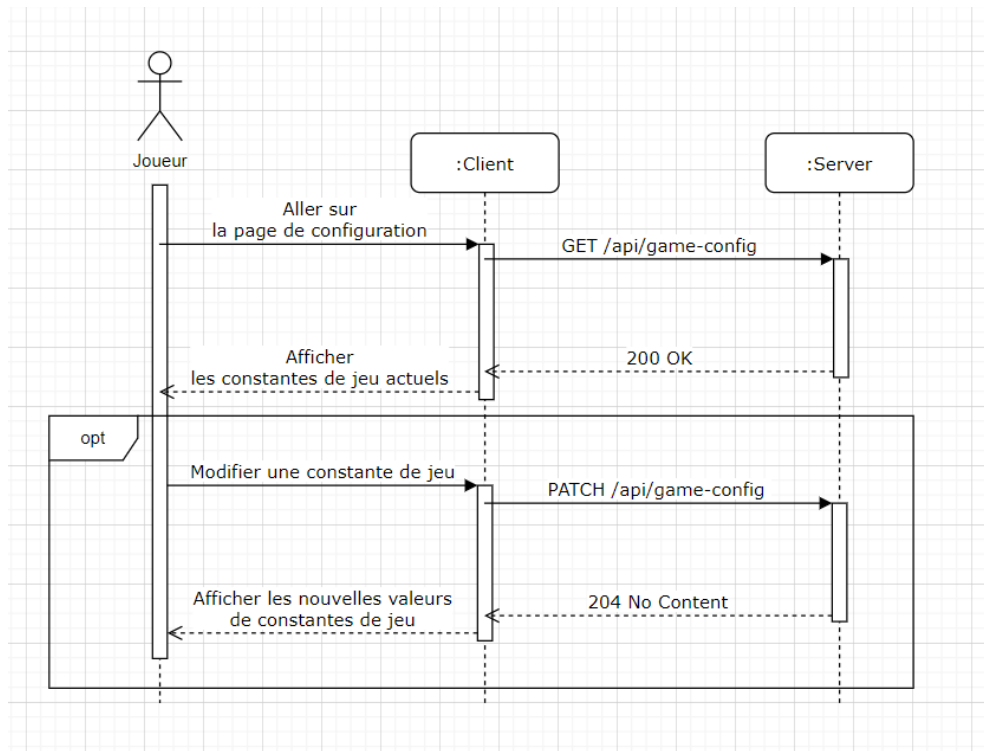 Joueur
:Client
:Server
Aller sur
la page de configuration
GET /api/game-config
200 OK
Afficher
les constantes de jeu actuels
opt
Modifier une constante de jeu
PATCH /api/game-config
204 No Content
Afficher les nouvelles valeurs
de constantes de jeu